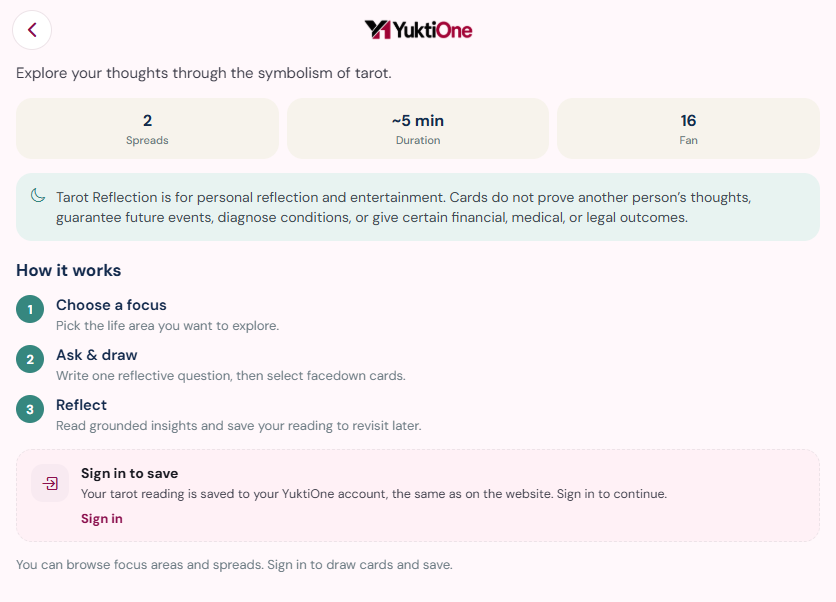 YuktiOne
Explore your thoughts through the symbolism of tarot.
2
Spreads
~5 min
Duration
16
Fan
Tarot Reflection is for personal reflection and entertainment. Cards do not prove another person's thoughts,
guarantee future events, diagnose conditions, or give certain financial, medical, or legal outcomes.
How it works
1
Choose a focus
Pick the life area you want to explore.
2
Ask & draw
Write one reflective question, then select facedown cards.
3
Reflect
Read grounded insights and save your reading to revisit later.
Sign in to save
Your tarot reading is saved to your YuktiOne account, the same as on the website. Sign in to continue.
Sign in
You can browse focus areas and spreads. Sign in to draw cards and save.